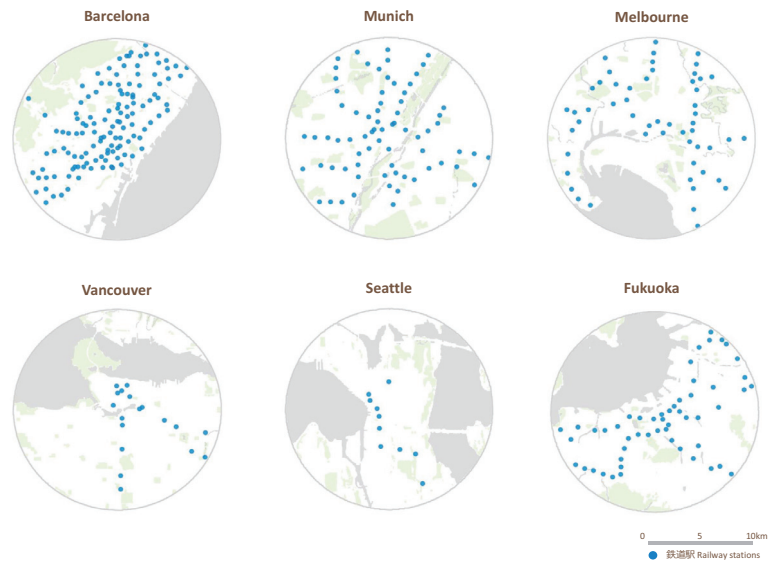 Barcelona
Munich
Melbourne
Vancouver
Seattle
Fukuoka
0 5 10km
鉄道駅 Railway stations